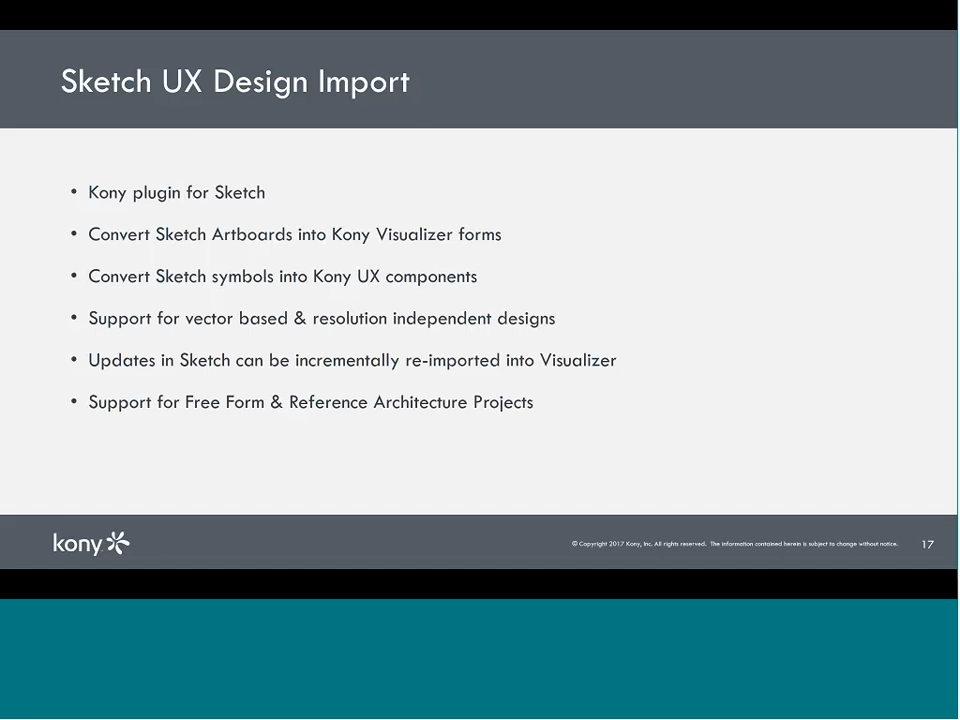 Sketch UX Design Import
• Kony plugin for Sketch
• Convert Sketch Artboards into Kony Visualizer forms
• Convert Sketch symbols into Kony UX components
• Support for vector based & resolution independent designs
• Updates in Sketch can be incrementally re-imported into Visualizer
• Support for Free Form & Reference Architecture Projects
kony
© Copyright 2017 Kony, Inc. All rights reserved. The information contained herein is subject to change without notice.
17